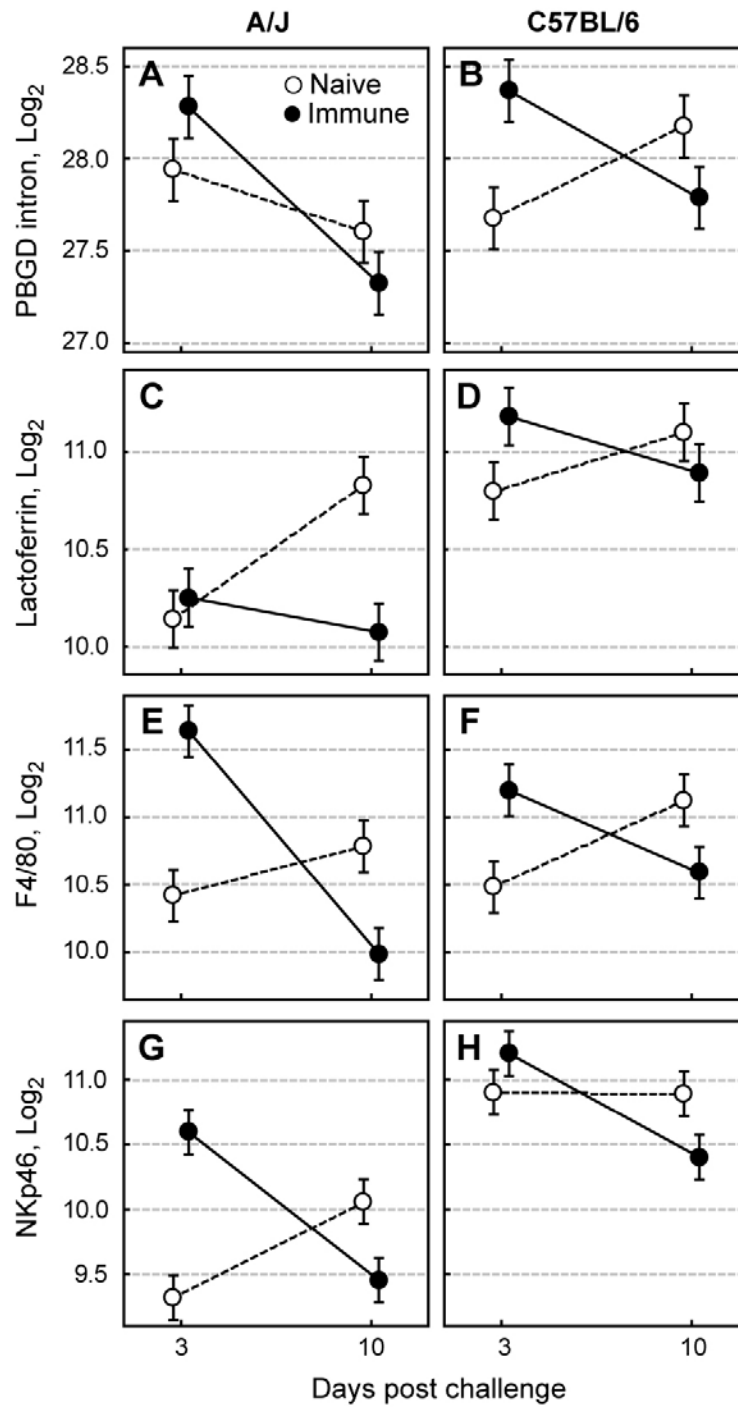 A/J C57BL/6
A
Naive
Immune
B
PBGD intron, Log₂
28.5
28.0
27.5
27.0
C
D
Lactoferrin, Log₂
11.0
10.5
10.0
E
F
F4/80, Log₂
11.5
11.0
10.5
10.0
G
H
NKp46, Log₂
11.0
10.5
10.0
9.5
3 10 3 10
Days post challenge